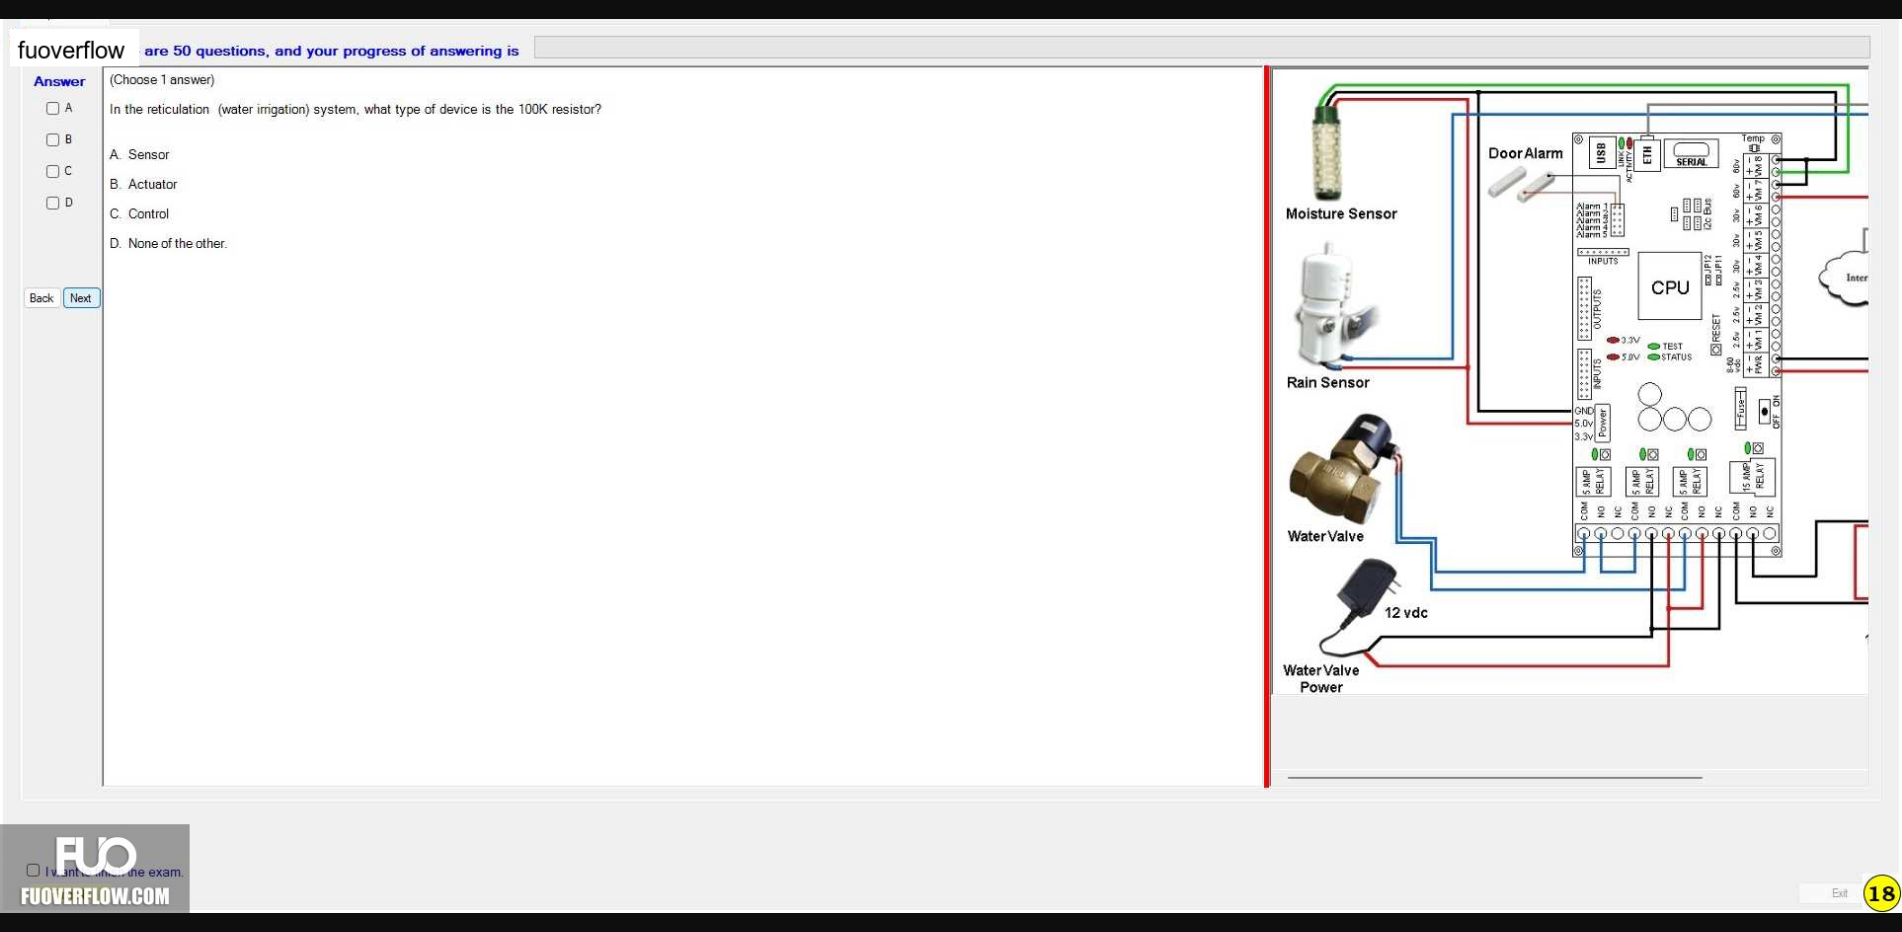 fuoverflow are 50 questions, and your progress of answering is
Answer
A
B
C
D
Back Next
(Choose 1 answer)
In the reticulation (water irrigation) system, what type of device is the 100K resistor?
A. Sensor
B. Actuator
C. Control
D. None of the other.
Moisture Sensor
Door Alarm
Rain Sensor
Water Valve
12 vdc
Water Valve
Power
USB
LINK
ACTIVITY
ETH
SERIAL
Temp
Alarm 1
Alarm 4
Alarm 5
INPUTS
I2c Bus
JP12
JP11
CPU
OUTPUTS
RESET
3.3V
5.0V
TEST
STATUS
INPUTS
60v - + VM 8
60v - + VM 7
30v - + VM 6
30v - + VM 5
30v - + VM 4
2.5v - + VM 3
2.5v - + VM 2
2.5v - + VM 1
8-60 vdc - + PWR
Inter
GND
5.0v
3.3v
Power
Fuse
OFF ON
5 AMP RELAY
5 AMP RELAY
5 AMP RELAY
15 AMP RELAY
COM NO NC COM NO NC COM NO NC COM NO NC
I want to finish the exam.
FUO
FUOVERFLOW.COM
Exit
18